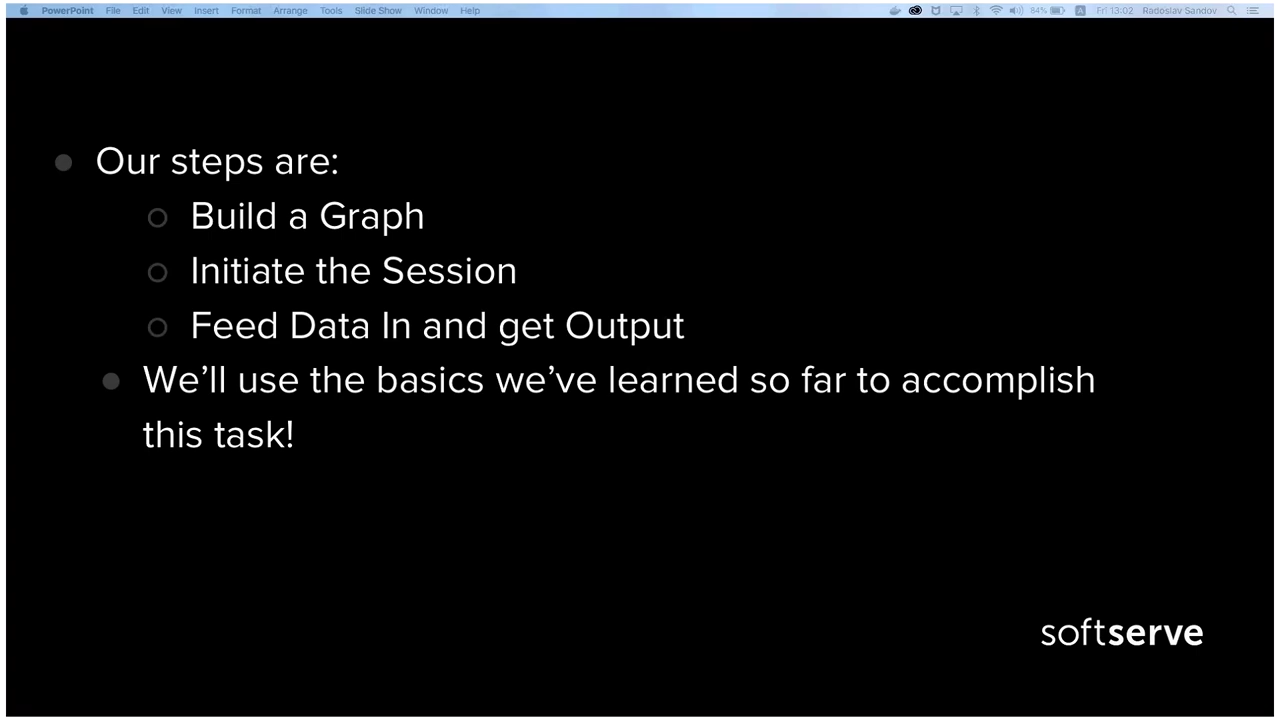 PowerPoint File Edit View Insert Format Arrange Tools Slide Show Window Help 84% A Fri 13:02 Radoslav Sandov
Our steps are:
Build a Graph
Initiate the Session
Feed Data In and get Output
We'll use the basics we've learned so far to accomplish
this task!
softserve